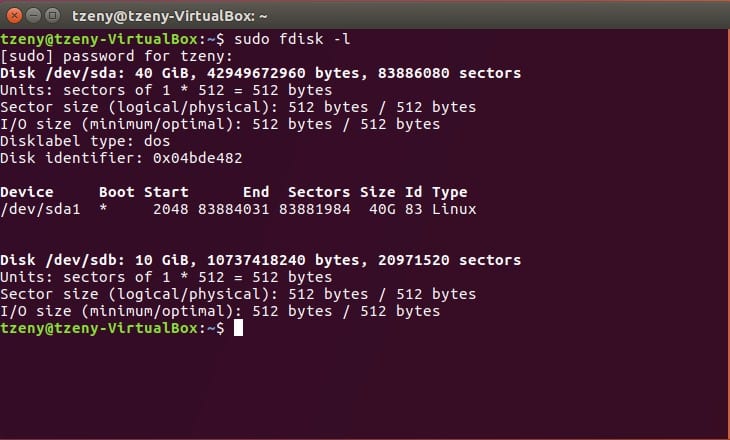 tzeny@tzeny-VirtualBox: ~
tzeny@tzeny-VirtualBox:~$ sudo fdisk -l
[sudo] password for tzeny:
Disk /dev/sda: 40 GiB, 42949672960 bytes, 83886080 sectors
Units: sectors of 1 * 512 = 512 bytes
Sector size (logical/physical): 512 bytes / 512 bytes
I/O size (minimum/optimal): 512 bytes / 512 bytes
Disklabel type: dos
Disk identifier: 0x04bde482
Device     Boot Start      End  Sectors Size Id Type
/dev/sda1  *     2048 83884031 83881984  40G 83 Linux
Disk /dev/sdb: 10 GiB, 10737418240 bytes, 20971520 sectors
Units: sectors of 1 * 512 = 512 bytes
Sector size (logical/physical): 512 bytes / 512 bytes
I/O size (minimum/optimal): 512 bytes / 512 bytes
tzeny@tzeny-VirtualBox:~$